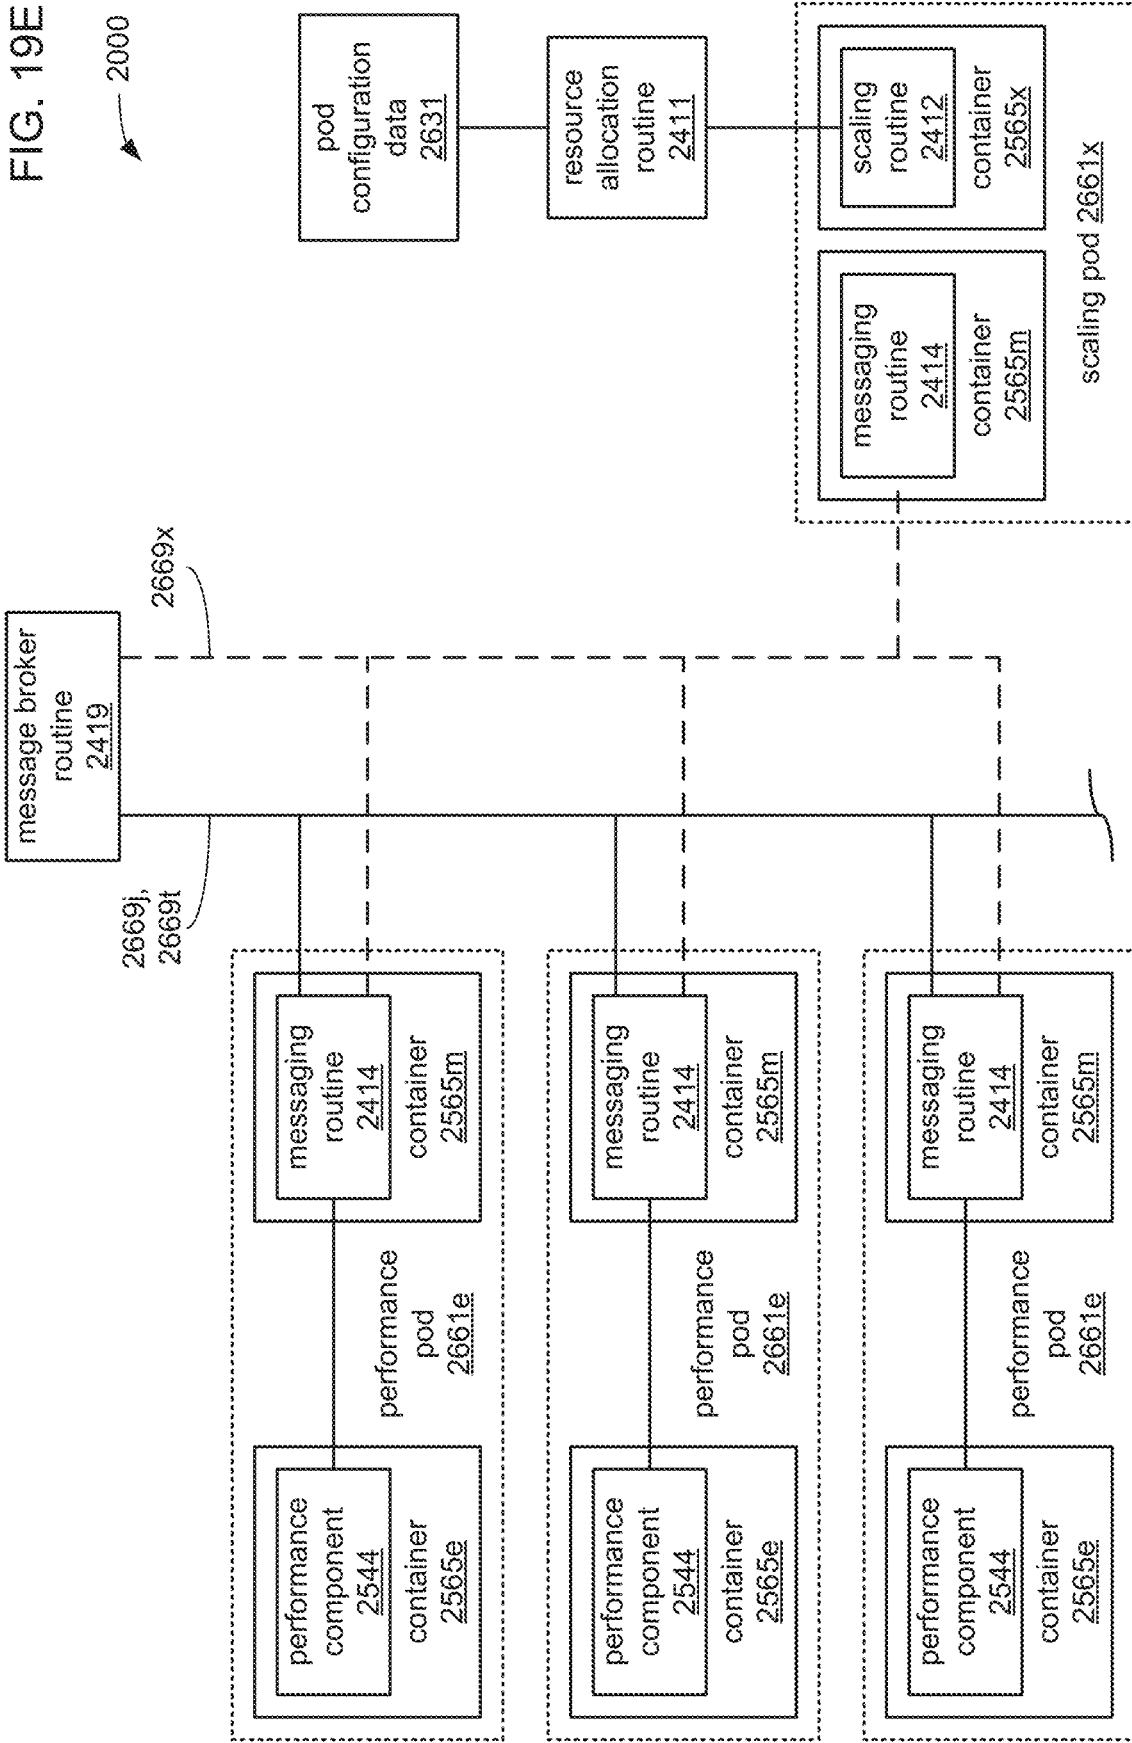 FIG. 19E
2000
message broker
routine
2419
2669j,
2669t
2669x
pod
configuration
data
2631
resource
allocation
routine
2411
scaling
routine
2412
container
2565x
messaging
routine
2414
container
2565m
scaling pod 2661x
performance
component
2544
container
2565e
performance
pod
2661e
messaging
routine
2414
container
2565m
performance
component
2544
container
2565e
performance
pod
2661e
messaging
routine
2414
container
2565m
performance
component
2544
container
2565e
performance
pod
2661e
messaging
routine
2414
container
2565m